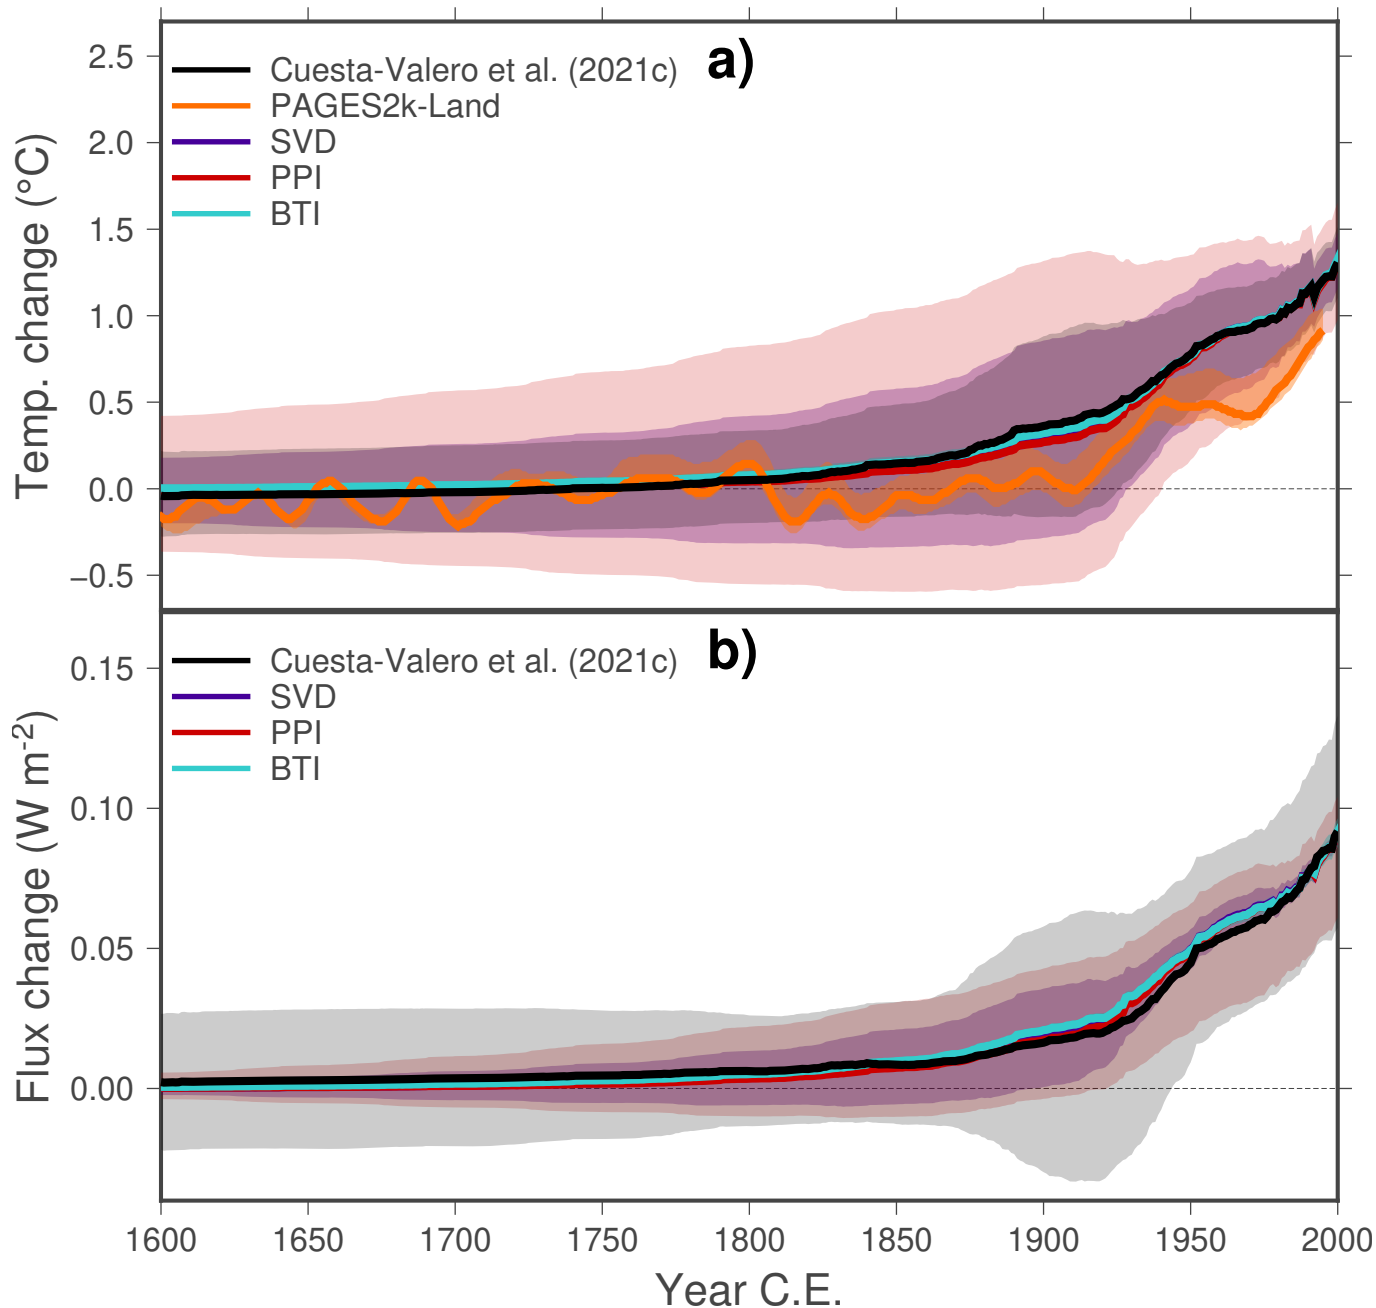 a)
Cuesta-Valero et al. (2021c)
PAGES2k-Land
SVD
PPI
BTI
Temp. change (°C)
2.5
2.0
1.5
1.0
0.5
0.0
−0.5
b)
Cuesta-Valero et al. (2021c)
SVD
PPI
BTI
Flux change (W m-2)
0.15
0.10
0.05
0.00
1600 1650 1700 1750 1800 1850 1900 1950 2000
Year C.E.